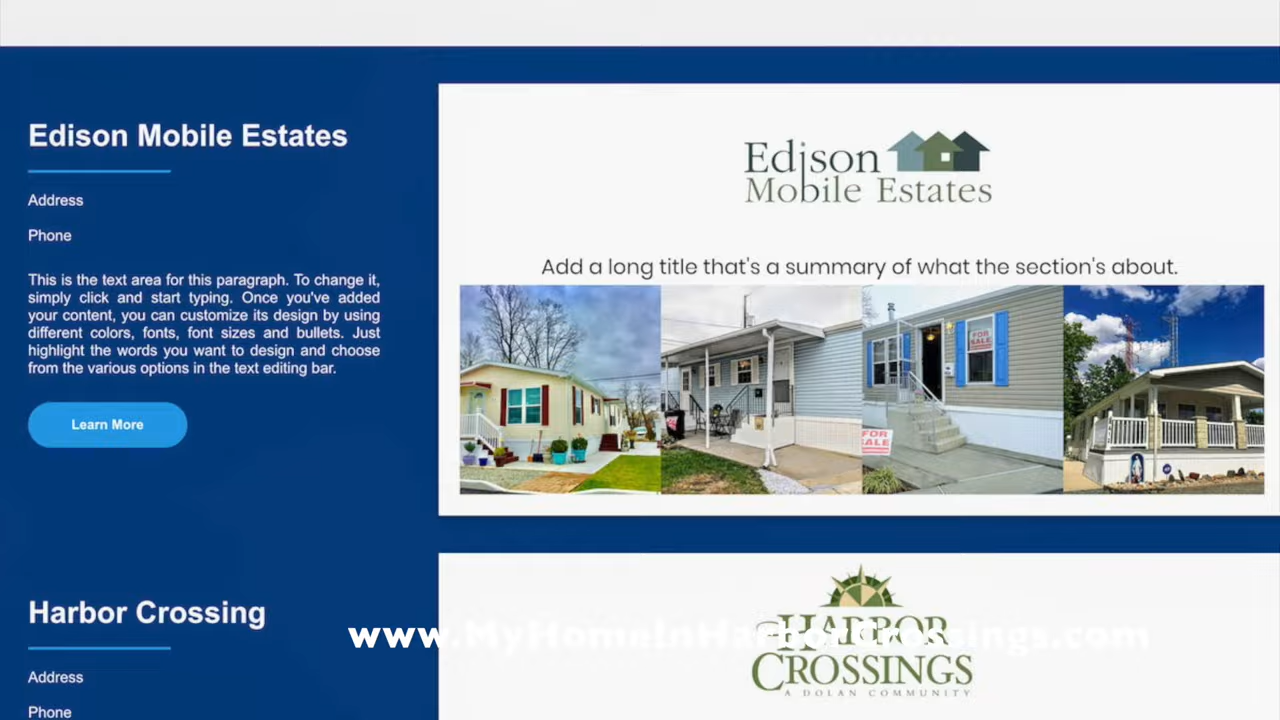 Edison Mobile Estates
Address
Phone
This is the text area for this paragraph. To change it,
simply click and start typing. Once you've added
your content, you can customize its design by using
different colors, fonts, font sizes and bullets. Just
highlight the words you want to design and choose
from the various options in the text editing bar.
Learn More
Edison
Mobile Estates
Add a long title that's a summary of what the section's about.
FOR
SALE
FOR
SALE
Harbor Crossing
Address
Phone
HARBOR
CROSSINGS
A DOLAN COMMUNITY
www.MyHomeInHarborCrossings.com